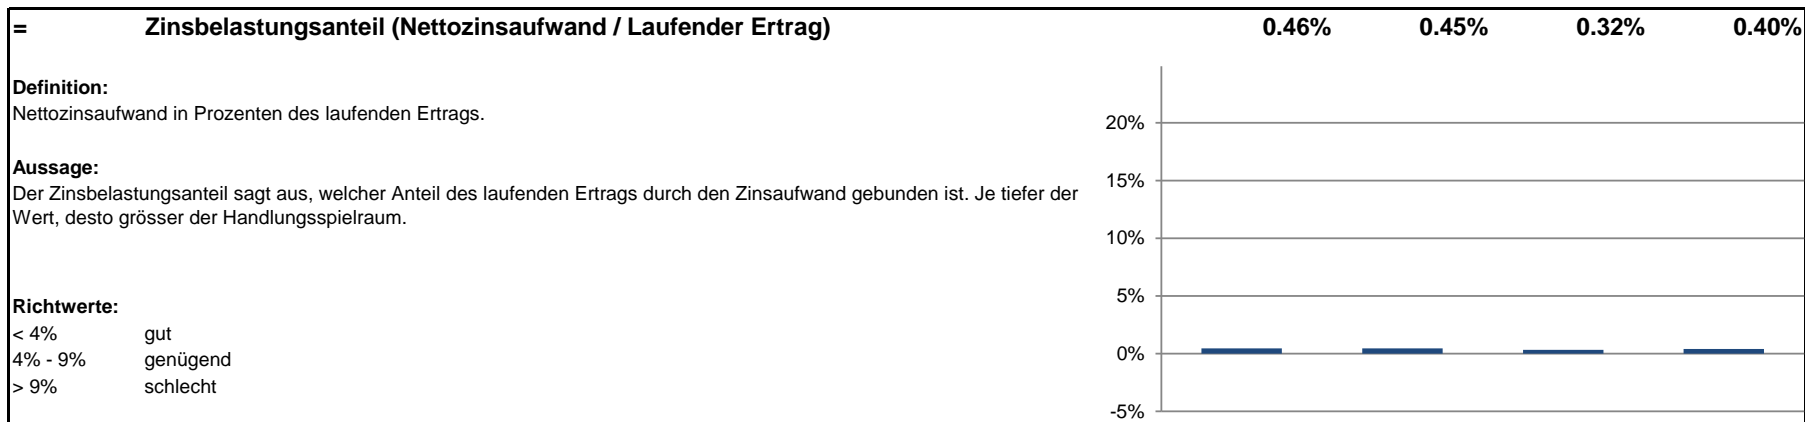 = Zinsbelastungsanteil (Nettozinsaufwand / Laufender Ertrag) 0.46% 0.45% 0.32% 0.40%
Definition:
Nettozinsaufwand in Prozenten des laufenden Ertrags.
Aussage:
Der Zinsbelastungsanteil sagt aus, welcher Anteil des laufenden Ertrags durch den Zinsaufwand gebunden ist. Je tiefer der
Wert, desto grösser der Handlungsspielraum.
Richtwerte:
< 4% gut
4% - 9% genügend
> 9% schlecht
20%
15%
10%
5%
0%
-5%